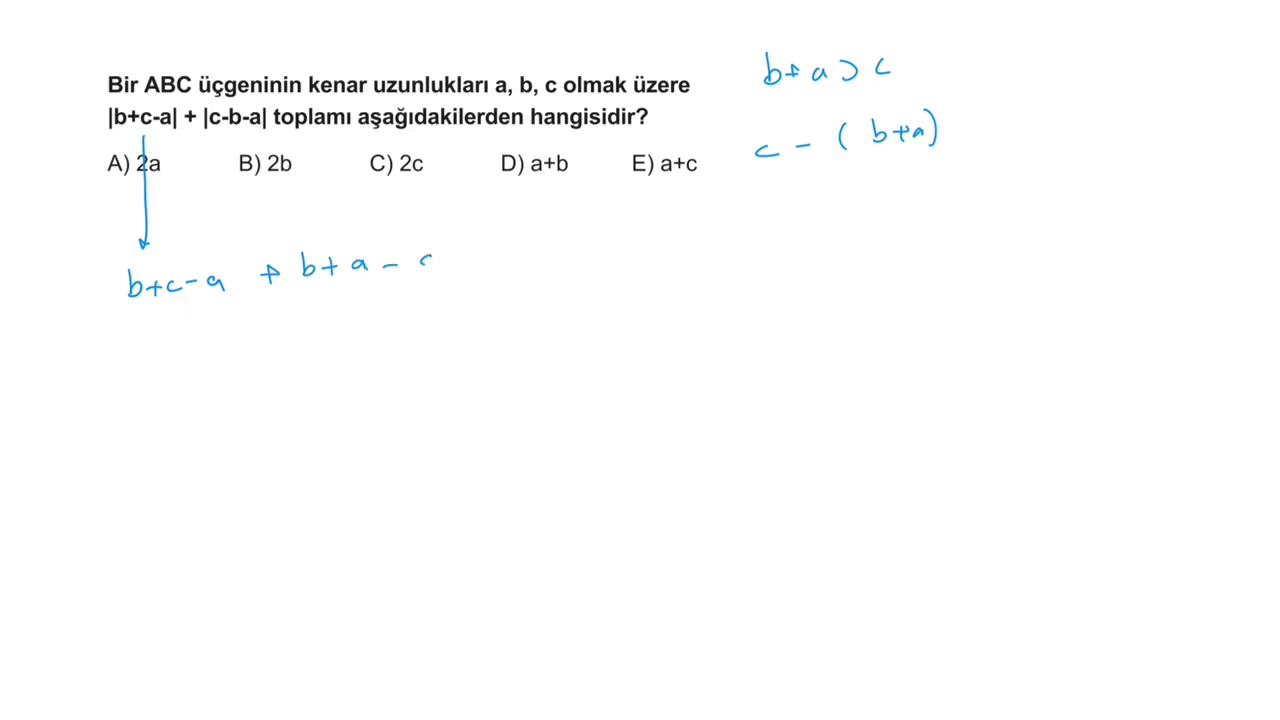 Bir ABC üçgeninin kenar uzunlukları a, b, c olmak üzere
|b+c-a| + |c-b-a| toplamı aşağıdakilerden hangisidir?
A) 2a B) 2b C) 2c D) a+b E) a+c
b+a>c
c-(b+a)
b+c-a + b+a-c